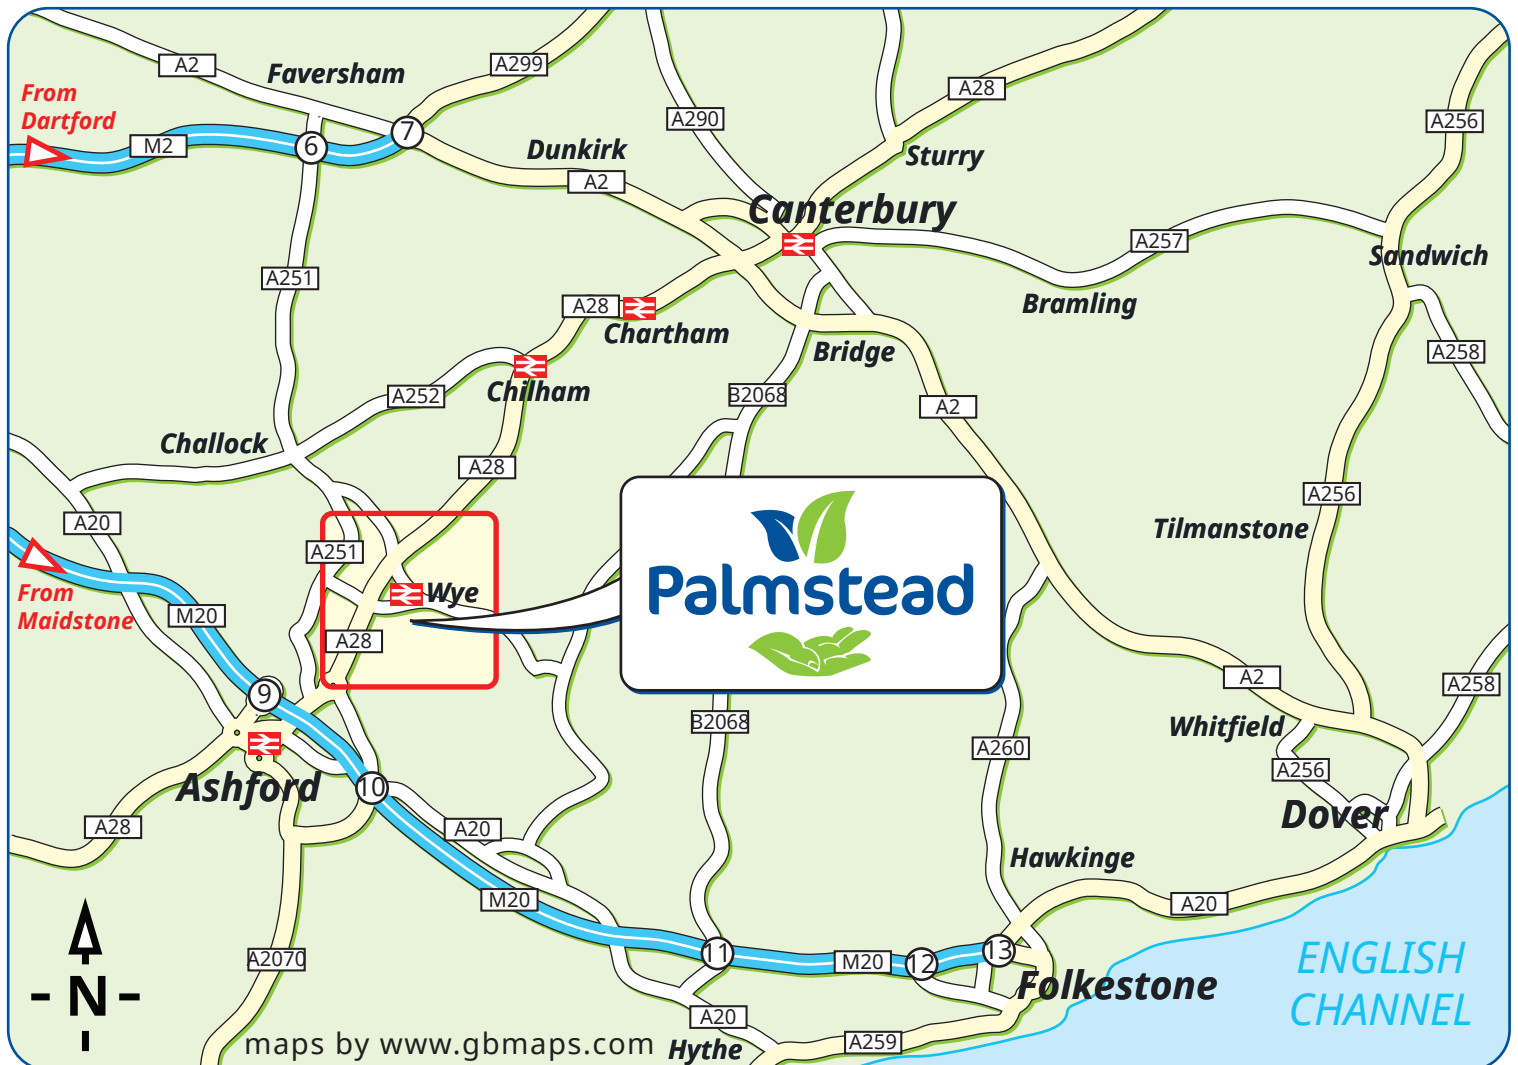 A2
Faversham
A299
From
Dartford
M2
6
7
A290
A28
A256
Dunkirk
A2
Sturry
Canterbury
A257
Sandwich
A251
A28
Chartham
Bramling
Bridge
A258
Chilham
A252
B2068
A2
Challock
A28
A256
A20
Tilmanstone
A251
From
Maidstone
M20
Wye
A28
Palmstead
9
A2
A258
B2068
Whitfield
A260
A256
Ashford
10
Dover
A28
A20
Hawkinge
M20
A20
A2070
11
M20
12
13
Folkestone
ENGLISH
CHANNEL
N
A20
A259
Hythe
maps by www.gbmaps.com